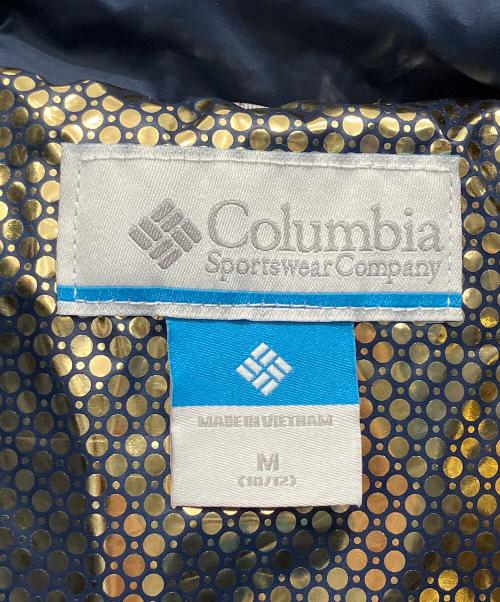 Columbia
Sportswear Company
MADE IN VIETNAM
M
(10/12)